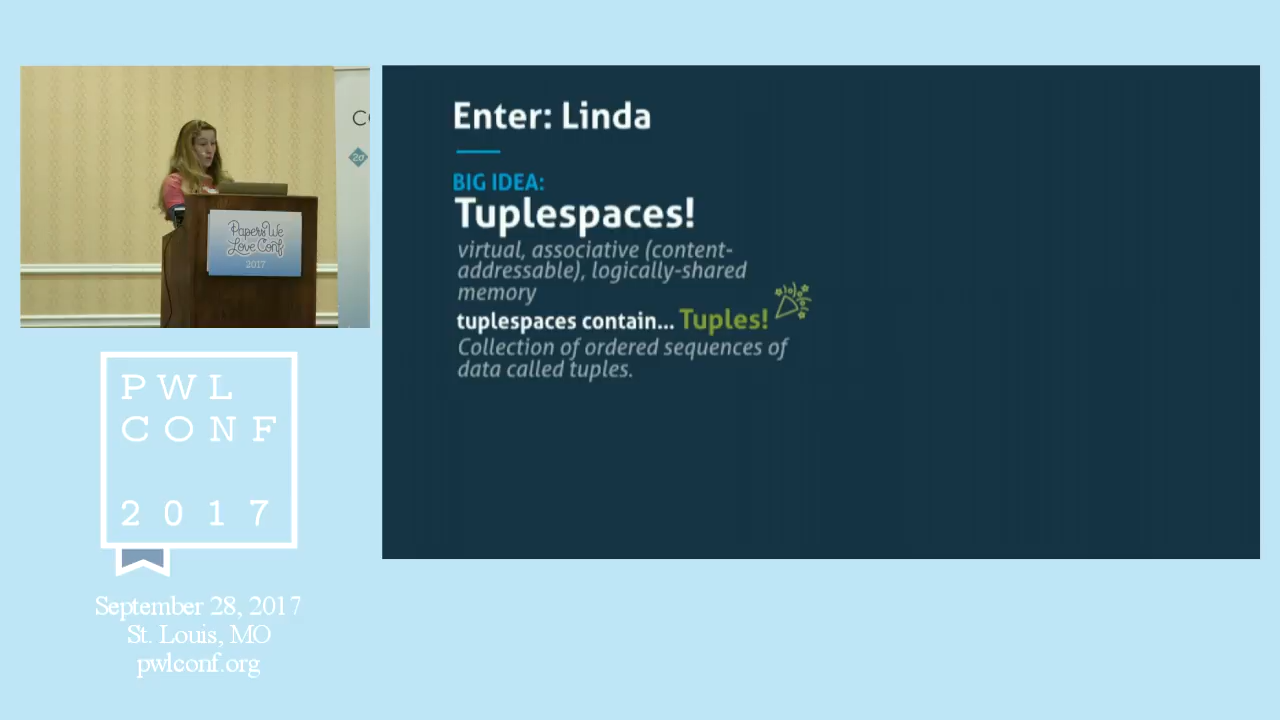 Enter: Linda
BIG IDEA:
Tuplespaces!
virtual, associative (content-
addressable), logically-shared
memory
tuplespaces contain... Tuples!
Collection of ordered sequences of
data called tuples.
Papers We
Love Conf
2017
PWL
CONF
2017
September 28, 2017
St. Louis, MO
pwlconf.org